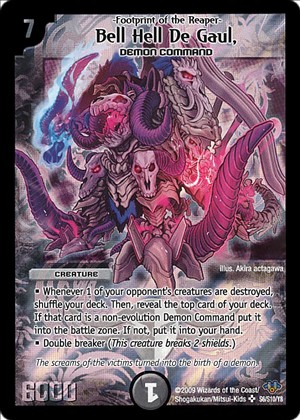 -Footprint of the Reaper-
7
Bell Hell De Gaul,
DEMON COMMAND
illus. Akira actagawa
CREATURE
■ Whenever 1 of your opponent's creatures are destroyed,
shuffle your deck. Then, reveal the top card of your deck.
If that card is a non-evolution Demon Command put it
into the battle zone. If not, put it into your hand.
■ Double breaker (This creature breaks 2 shields.)
The screams of the victims turned into the birth of a demon.
6000
1
©2009 Wizards of the Coast/
Shogakukan/Mitsui-Kids
S6/S10/Y8